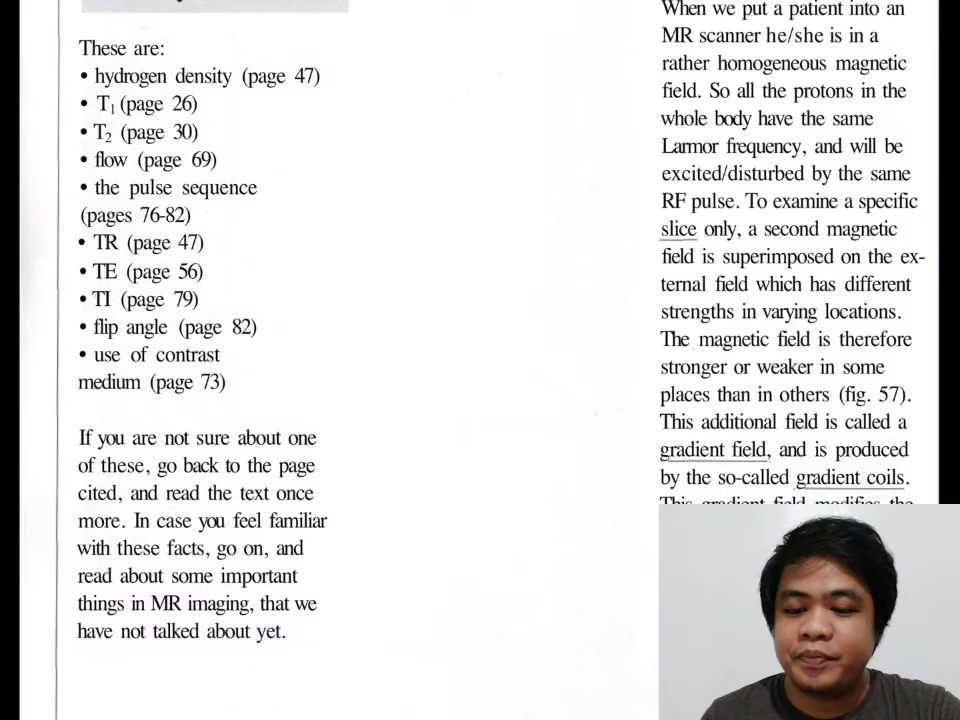 These are:
• hydrogen density (page 47)
• T₁ (page 26)
• T₂ (page 30)
• flow (page 69)
• the pulse sequence
(pages 76-82)
• TR (page 47)
• TE (page 56)
• TI (page 79)
• flip angle (page 82)
• use of contrast
medium (page 73)
If you are not sure about one
of these, go back to the page
cited, and read the text once
more. In case you feel familiar
with these facts, go on, and
read about some important
things in MR imaging, that we
have not talked about yet.
When we put a patient into an
MR scanner he/she is in a
rather homogeneous magnetic
field. So all the protons in the
whole body have the same
Larmor frequency, and will be
excited/disturbed by the same
RF pulse. To examine a specific
slice only, a second magnetic
field is superimposed on the ex-
ternal field which has different
strengths in varying locations.
The magnetic field is therefore
stronger or weaker in some
places than in others (fig. 57).
This additional field is called a
gradient field, and is produced
by the so-called gradient coils.
This gradient field modifies the